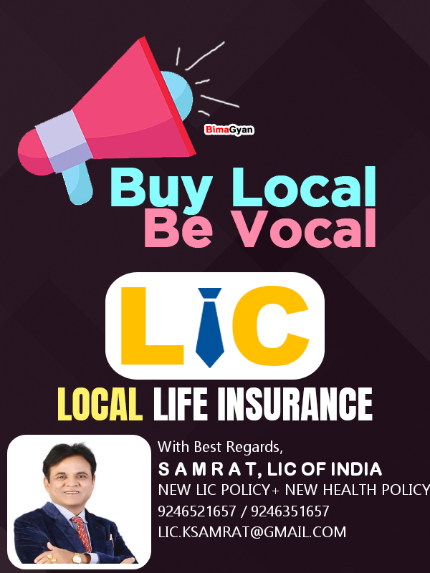 BimaGyan
Buy Local
Be Vocal
LIC
LOCAL LIFE INSURANCE
With Best Regards,
S A M R A T, LIC OF INDIA
NEW LIC POLICY+ NEW HEALTH POLICY
9246521657 / 9246351657
LIC.KSAMRAT@GMAIL.COM